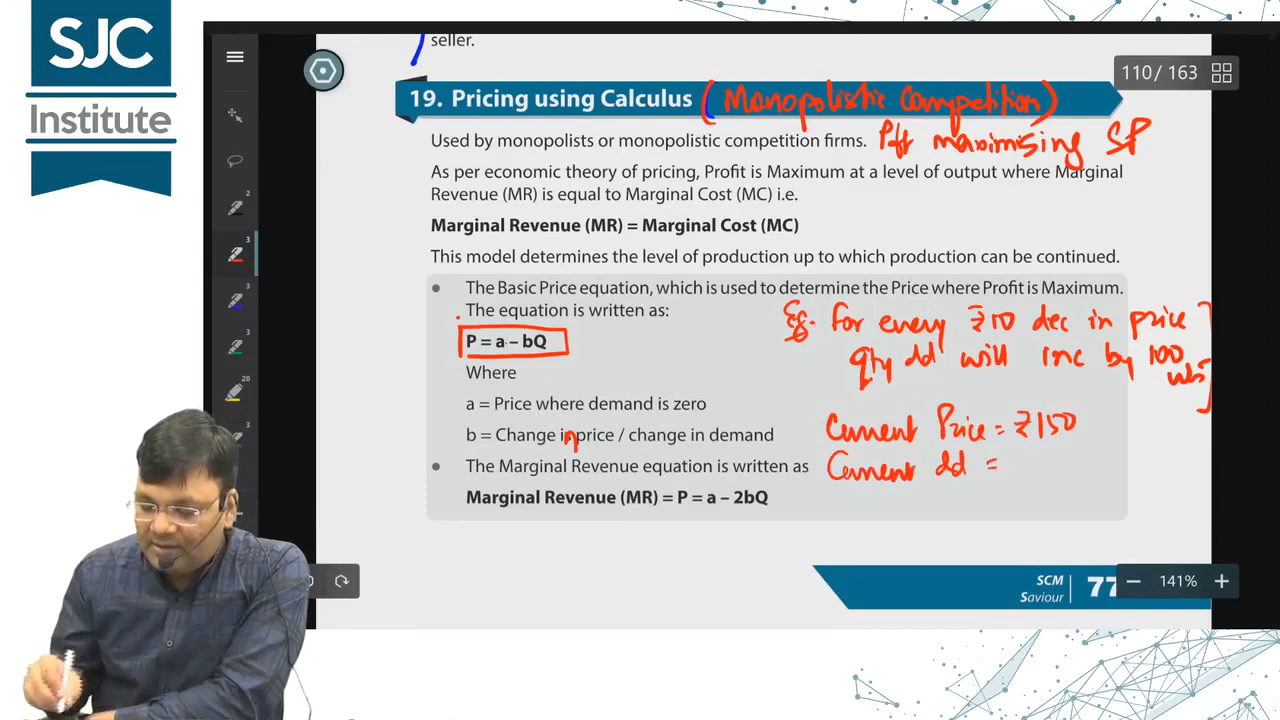 SJC
Institute
seller.
110 / 163
19. Pricing using Calculus (Monopolistic Competition)
Used by monopolists or monopolistic competition firms. Pft maximising SP
As per economic theory of pricing, Profit is Maximum at a level of output where Marginal
Revenue (MR) is equal to Marginal Cost (MC) i.e.
Marginal Revenue (MR) = Marginal Cost (MC)
This model determines the level of production up to which production can be continued.
• The Basic Price equation, which is used to determine the Price where Profit is Maximum.
The equation is written as:
Eg. For every ₹10 dec in price
P = a – bQ
qty dd will inc by 100 uts
Where
a = Price where demand is zero
Current Price = ₹150
b = Change in price / change in demand
• The Marginal Revenue equation is written as
Current dd =
Marginal Revenue (MR) = P = a – 2bQ
SCM
Saviour
77
141%
2
3
3
3
20